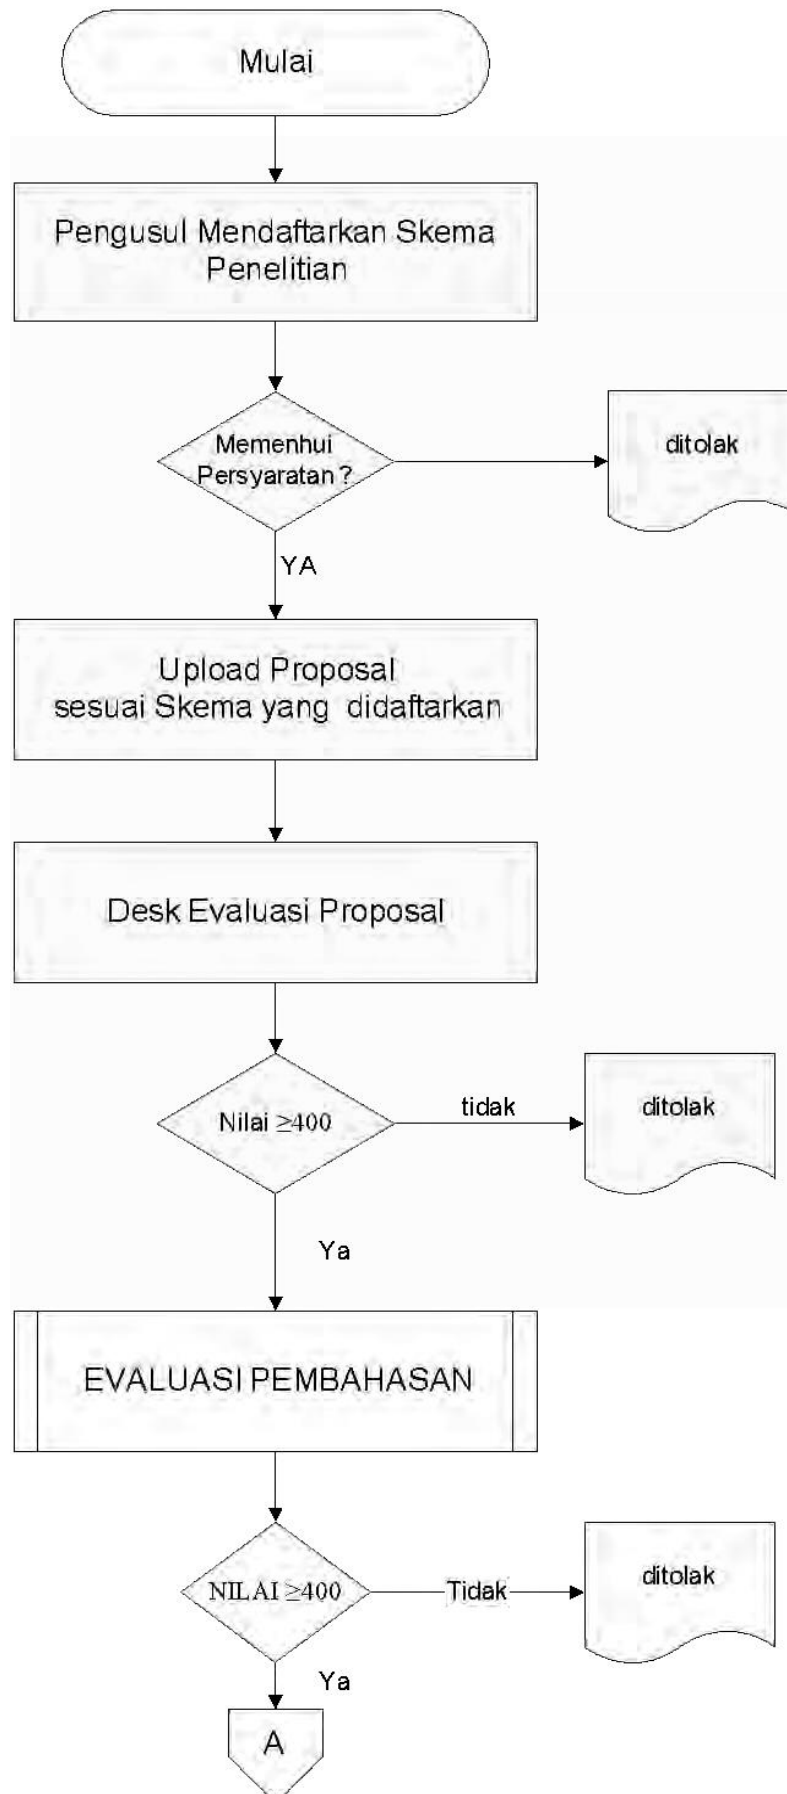 Mulai
Pengusul Mendaftarkan Skema
Penelitian
Memenhui
Persyaratan ?
ditolak
YA
Upload Proposal
sesuai Skema yang didaftarkan
Desk Evaluasi Proposal
Nilai ≥400
tidak
ditolak
Ya
EVALUASI PEMBAHASAN
NILAI ≥400
Tidak
ditolak
Ya
A